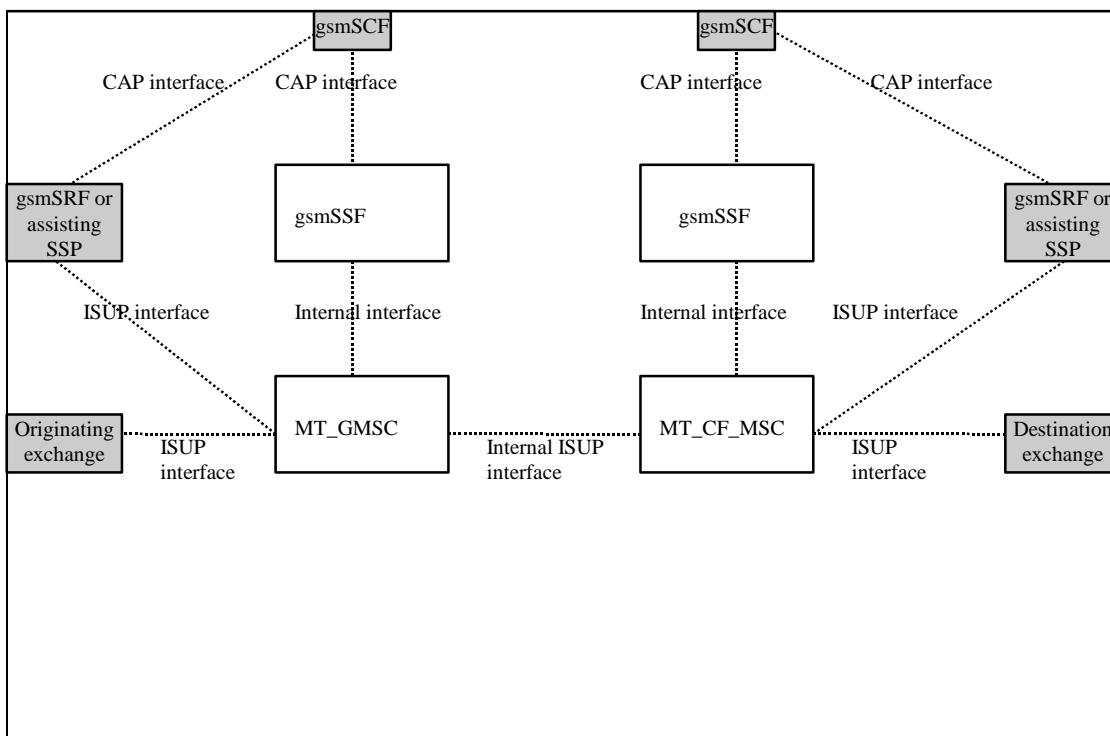 gsmSCF
gsmSCF
CAP interface
CAP interface
CAP interface
CAP interface
gsmSRF or
assisting
SSP
gsmSSF
gsmSSF
gsmSRF or
assisting
SSP
ISUP interface
Internal interface
Internal interface
ISUP interface
Originating
exchange
ISUP
interface
MT_GMSC
Internal ISUP
interface
MT_CF_MSC
ISUP
interface
Destination
exchange